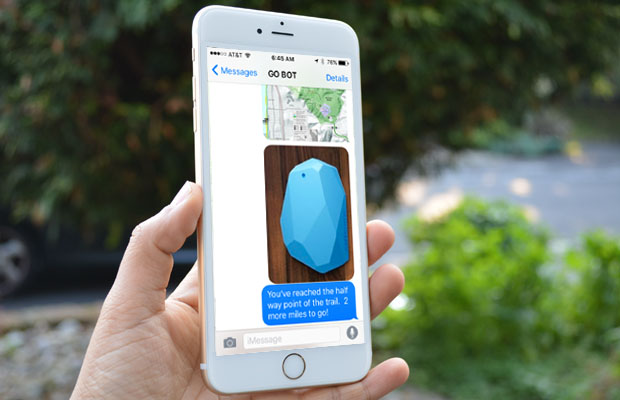 AT&T 6:45 AM 76%
Messages GO BOT Details
You've reached the half
way point of the trail. 2
more miles to go!
iMessage